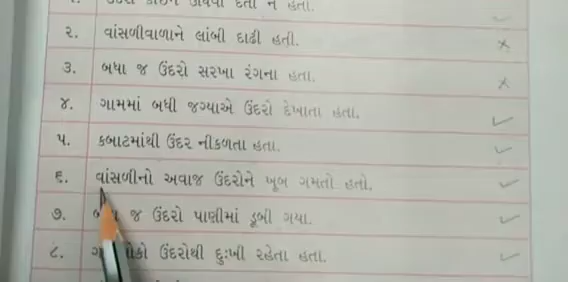 ૨. વાંસળીવાળાને લાંબી દાઢી હતી. ×
૩. બધા જ ઉંદરો સરખા રંગના હતા. ×
૪. ગામમાં બધી જગ્યાએ ઉંદરો દેખાતા હતા. ✓
૫. કબાટમાંથી ઉંદર નીકળતા હતા. ✓
૬. વાંસળીનો અવાજ ઉંદરોને ખૂબ ગમતો હતો. ✓
૭. જ ઉંદરો પાણીમાં ડૂબી ગયા. ✓
૮. ઉંદરોથી દુઃખી રહેતા હતા. ✓